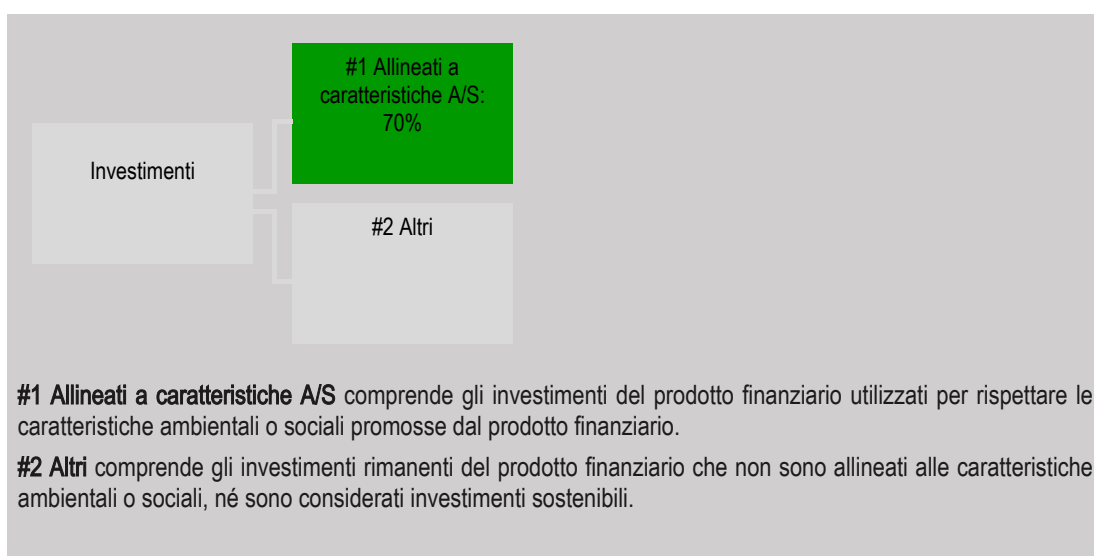 #1 Allineati a
caratteristiche A/S:
70%
Investimenti
#2 Altri
#1 Allineati a caratteristiche A/S comprende gli investimenti del prodotto finanziario utilizzati per rispettare le
caratteristiche ambientali o sociali promosse dal prodotto finanziario.
#2 Altri comprende gli investimenti rimanenti del prodotto finanziario che non sono allineati alle caratteristiche
ambientali o sociali, né sono considerati investimenti sostenibili.